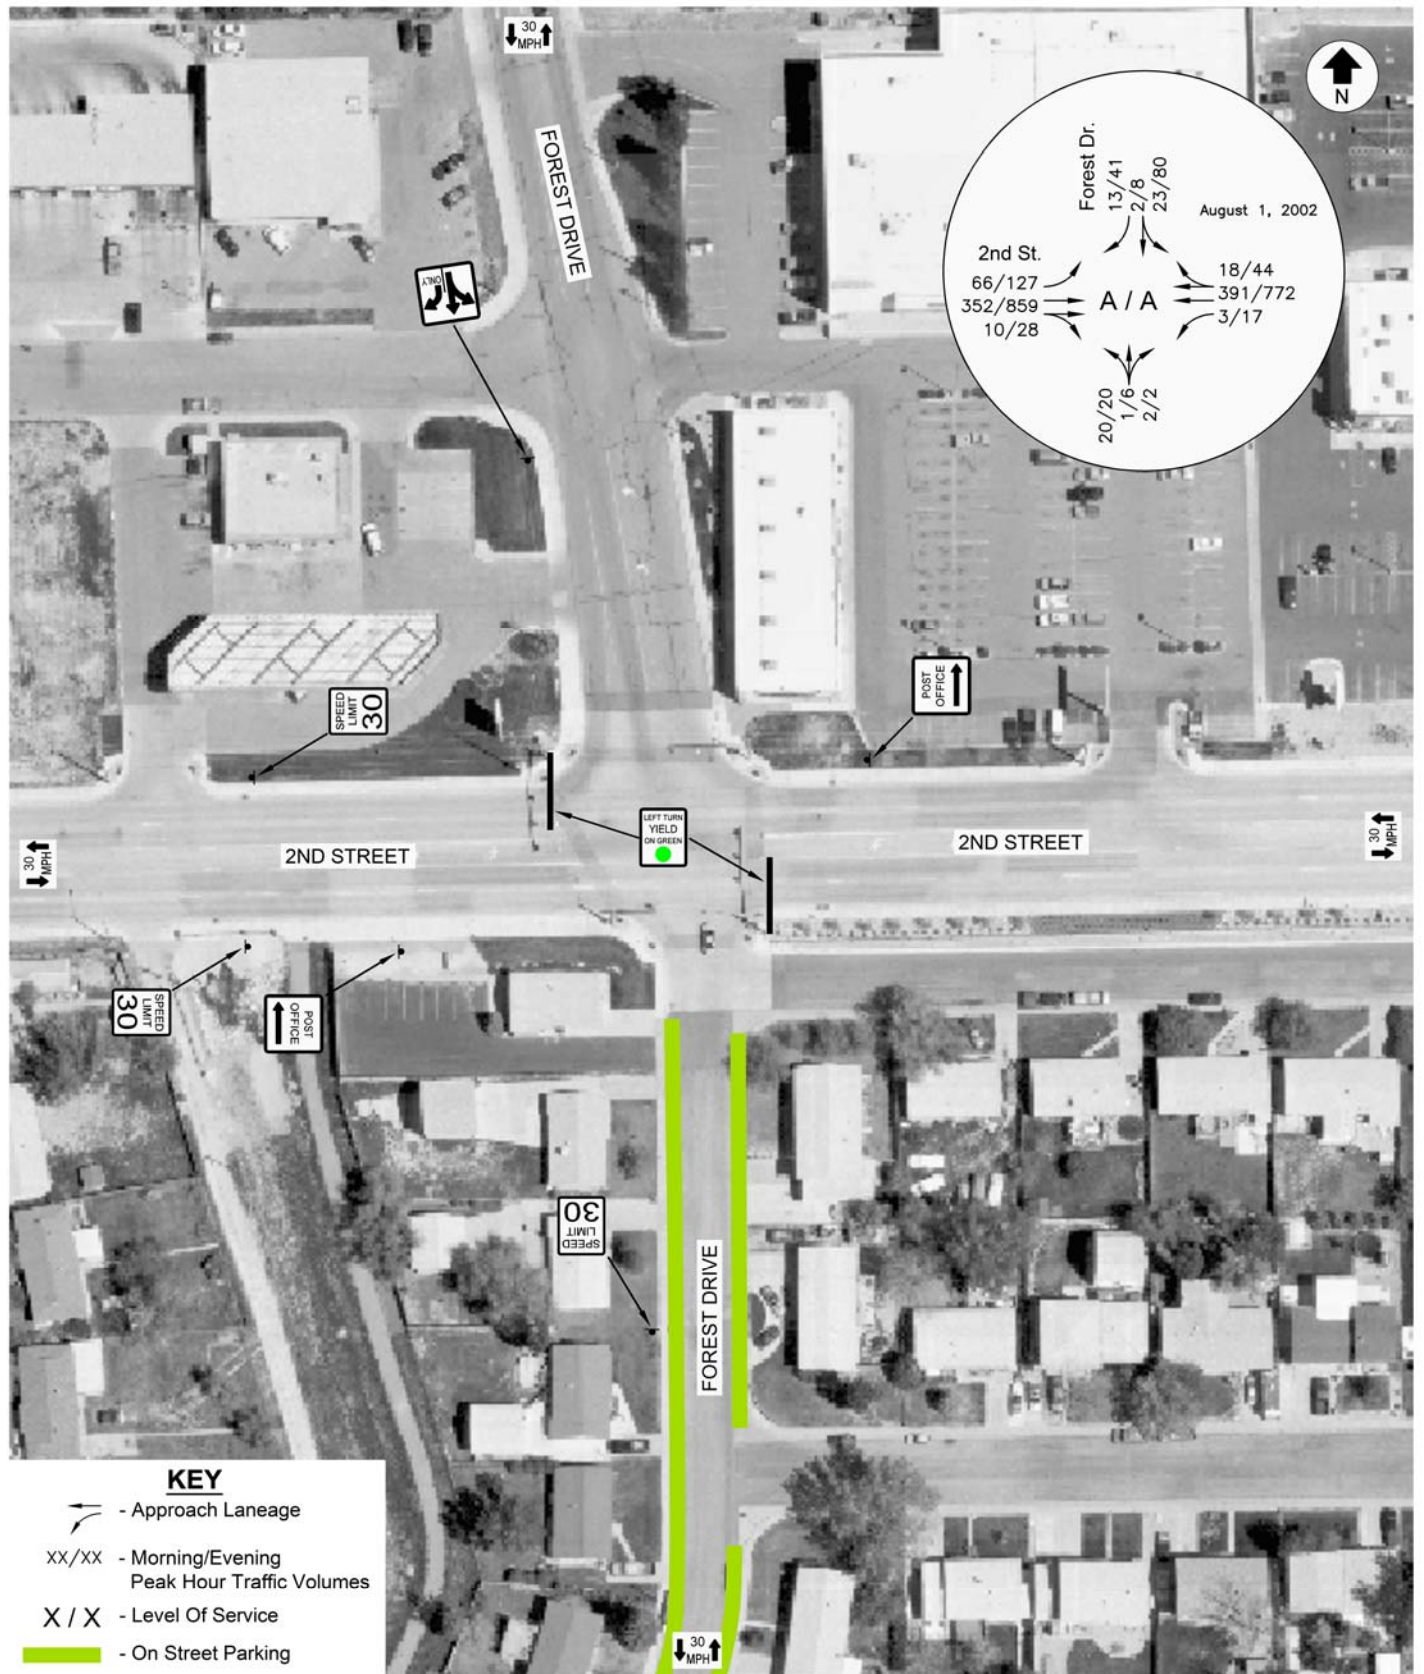 30
MPH
N
FOREST DRIVE
Forest Dr.
13/41
2/8
23/80
August 1, 2002
2nd St.
66/127
352/859
10/28
A / A
18/44
391/772
3/17
20/20
1/6
2/2
ONLY
SPEED
LIMIT
30
POST
OFFICE
LEFT TURN
YIELD
ON GREEN
30
MPH
2ND STREET
2ND STREET
30
MPH
SPEED
LIMIT
30
POST
OFFICE
SPEED
LIMIT
30
FOREST DRIVE
30
MPH
KEY
- Approach Laneage
XX/XX - Morning/Evening
Peak Hour Traffic Volumes
X / X - Level Of Service
- On Street Parking